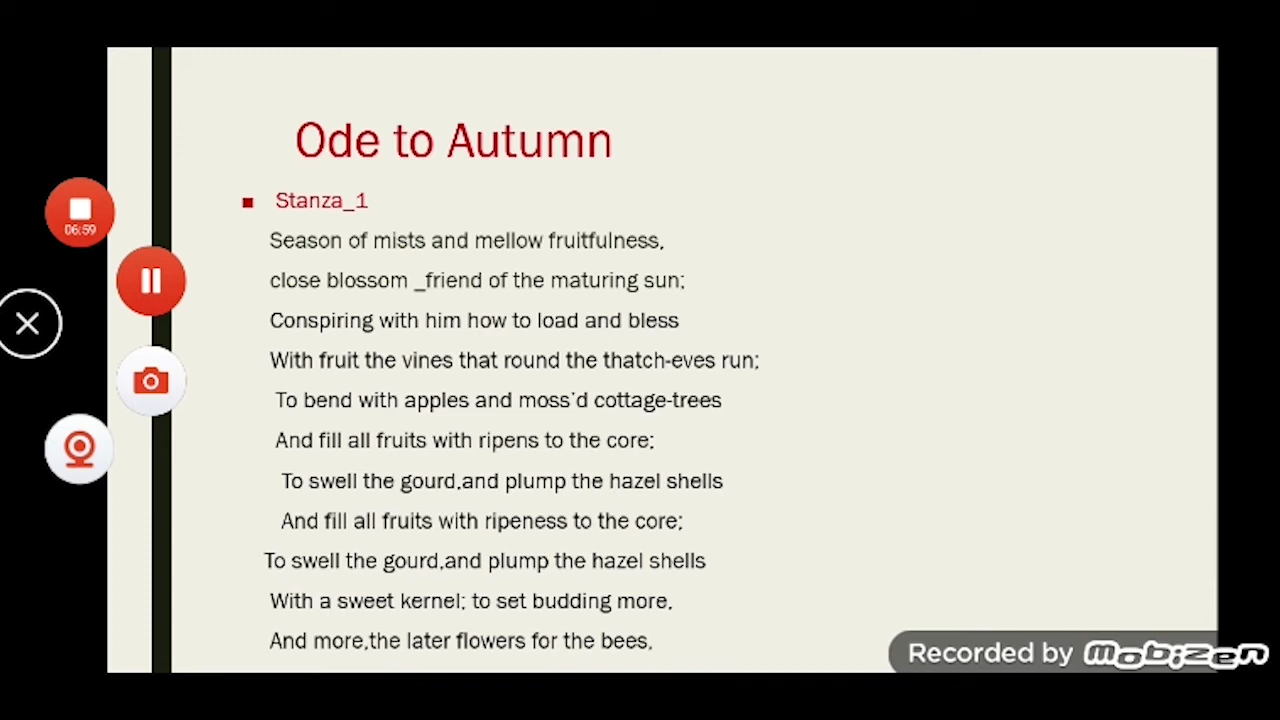 Ode to Autumn
Stanza_1
Season of mists and mellow fruitfulness,
close blossom _friend of the maturing sun;
Conspiring with him how to load and bless
With fruit the vines that round the thatch-eves run;
To bend with apples and moss'd cottage-trees
And fill all fruits with ripens to the core;
To swell the gourd,and plump the hazel shells
And fill all fruits with ripeness to the core;
To swell the gourd,and plump the hazel shells
With a sweet kernel; to set budding more,
And more,the later flowers for the bees,
06:59
Recorded by Mobizen